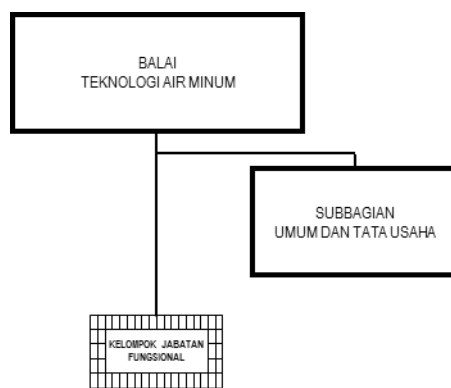 BALAI
TEKNOLOGI AIR MINUM
SUBBAGIAN
UMUM DAN TATA USAHA
KELOMPOK JABATAN
FUNGSIONAL